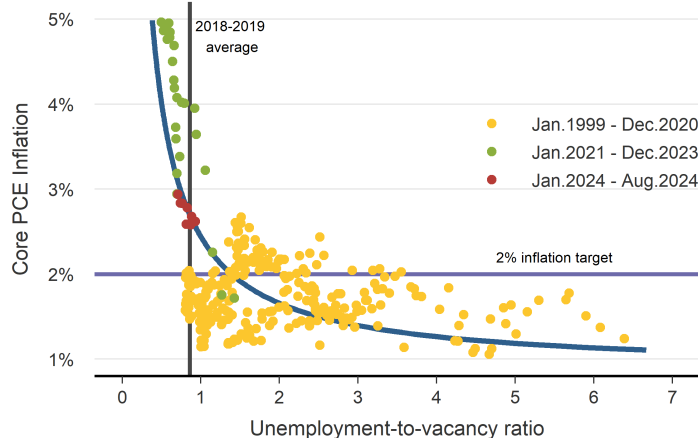 5%
2018-2019
average
4%
Jan.1999 - Dec.2020
Jan.2021 - Dec.2023
3%
Jan.2024 - Aug.2024
Core PCE Inflation
2% inflation target
2%
1%
0 1 2 3 4 5 6 7
Unemployment-to-vacancy ratio